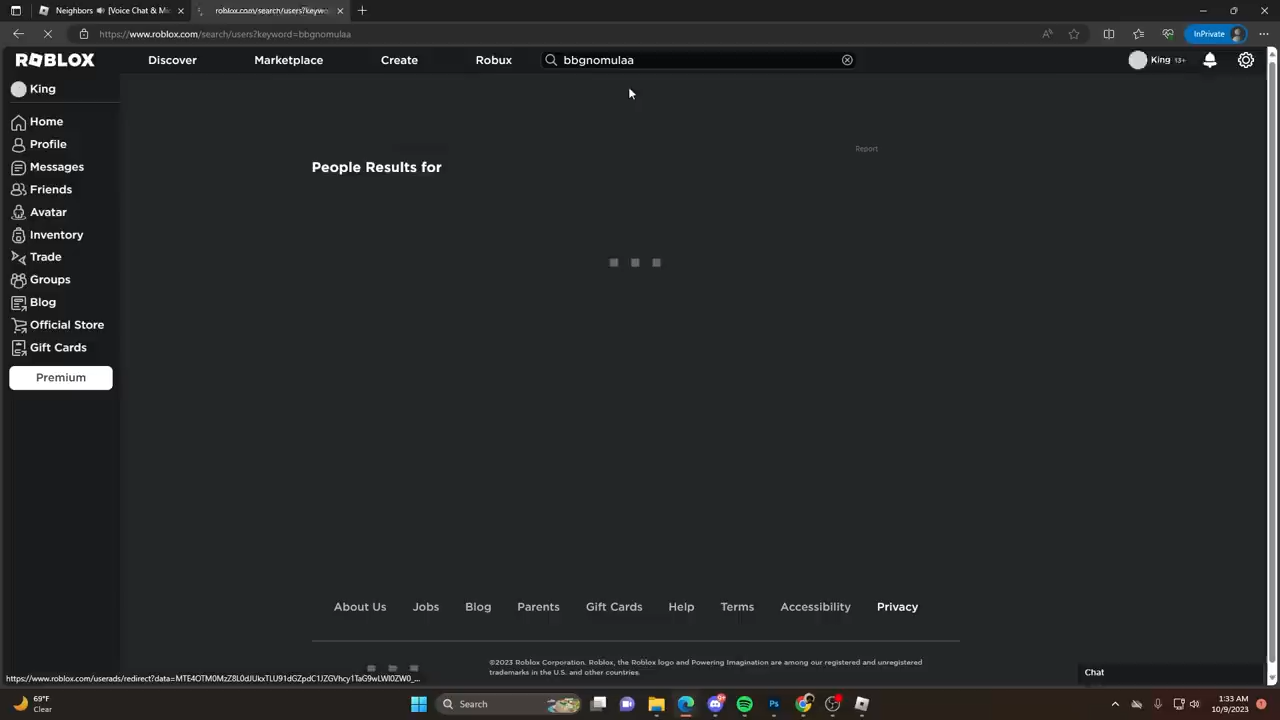 Neighbors 🔊 [Voice Chat & Mi
roblox.com/search/users?keyw
https://www.roblox.com/search/users?keyword=bbgnomulaa
InPrivate
ROBLOX
Discover
Marketplace
Create
Robux
bbgnomulaa
King 13+
King
Home
Profile
Messages
Friends
Avatar
Inventory
Trade
Groups
Blog
Official Store
Gift Cards
Premium
Report
People Results for
About Us
Jobs
Blog
Parents
Gift Cards
Help
Terms
Accessibility
Privacy
©2023 Roblox Corporation. Roblox, the Roblox logo and Powering Imagination are among our registered and unregistered
trademarks in the U.S. and other countries.
Chat
69°F
Clear
Search
1:33 AM
10/9/2023